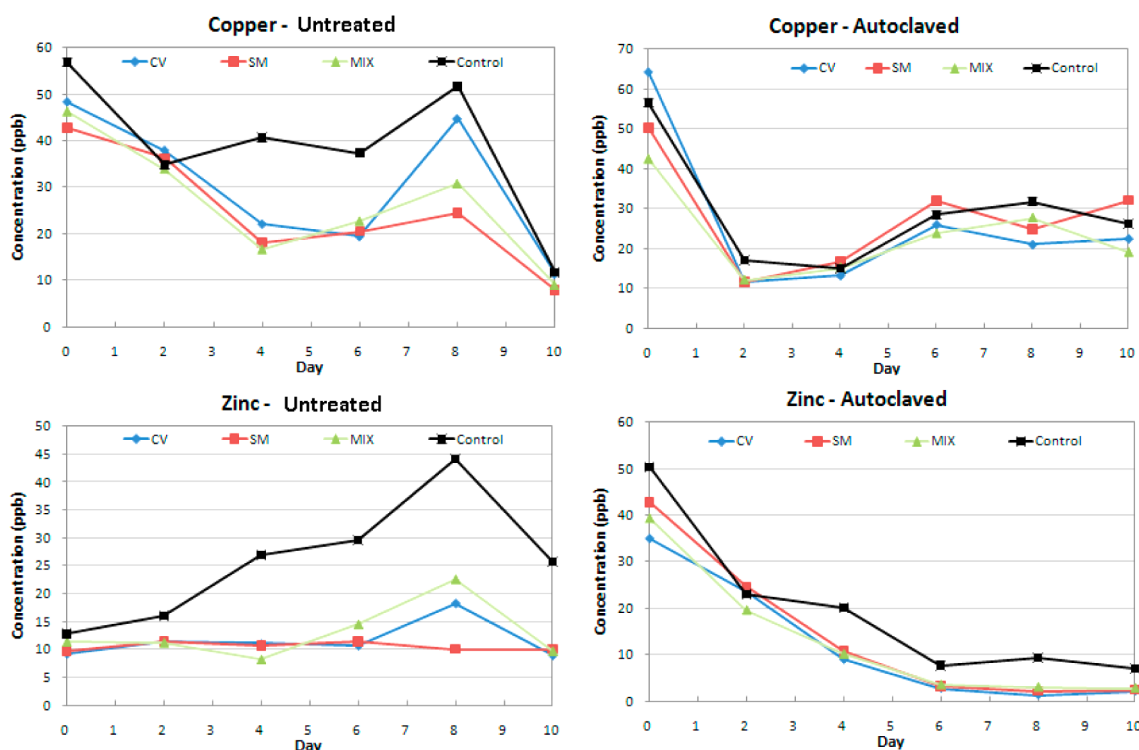 Copper - Untreated
CV SM MIX Control
Concentration (ppb)
60
50
40
30
20
10
0
0 1 2 3 4 5 6 7 8 9 10
Day
Copper - Autoclaved
CV SM MIX Control
Concentration (ppb)
70
60
50
40
30
20
10
0
0 1 2 3 4 5 6 7 8 9 10
Day
Zinc - Untreated
CV SM MIX Control
Concentration (ppb)
50
45
40
35
30
25
20
15
10
5
0
0 1 2 3 4 5 6 7 8 9 10
Day
Zinc - Autoclaved
CV SM MIX Control
Concentration (ppb)
60
50
40
30
20
10
0
0 1 2 3 4 5 6 7 8 9 10
Day